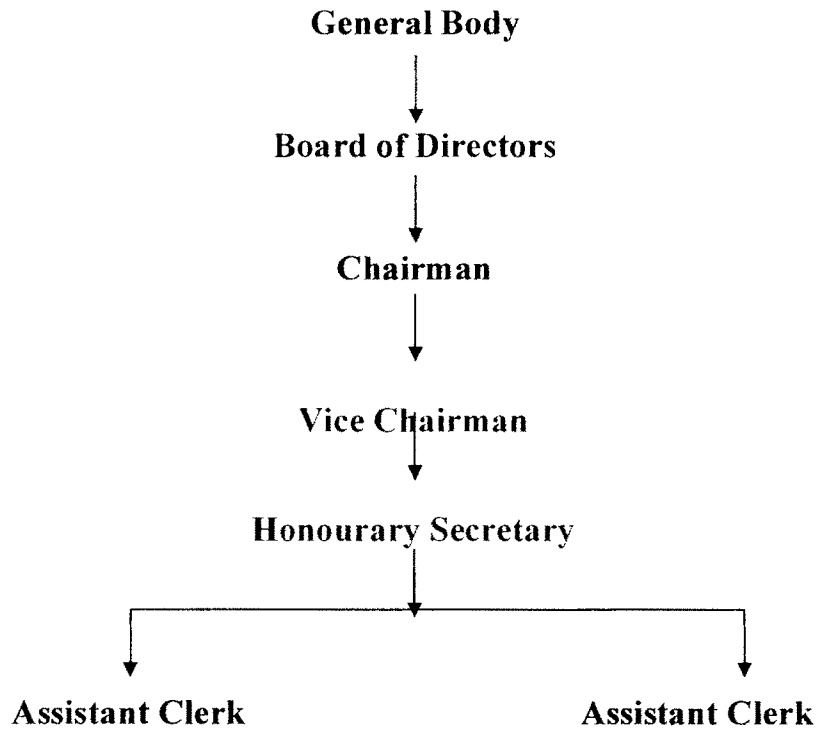 General Body
Board of Directors
Chairman
Vice Chairman
Honourary Secretary
Assistant Clerk Assistant Clerk